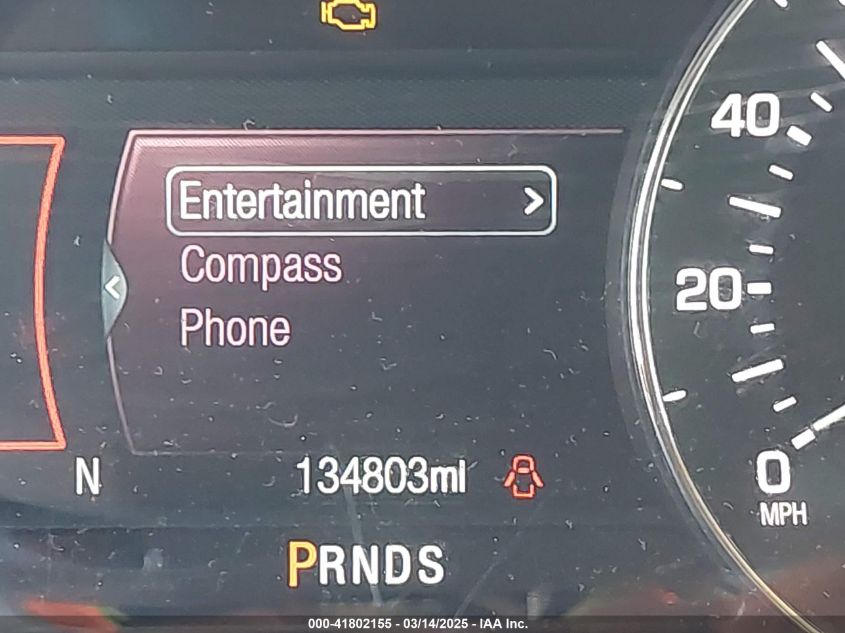 Entertainment >
Compass
Phone
N 134803mi
PRNDS
40
20
0
MPH
000-41802155 - 03/14/2025 - IAA Inc.